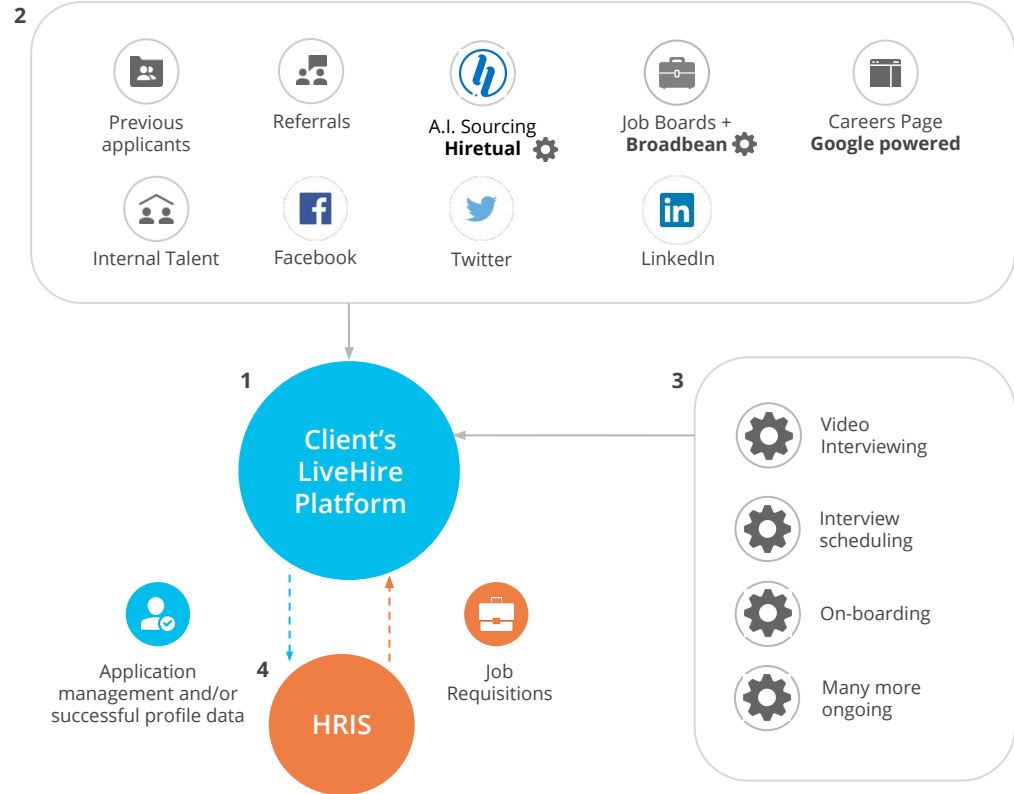 2
Previous
applicants
Referrals
A.I. Sourcing
Hiretual
Job Boards +
Broadbean
Careers Page
Google powered
Internal Talent
Facebook
Twitter
LinkedIn
1
Client’s
LiveHire
Platform
3
Video
Interviewing
Interview
scheduling
On-boarding
Many more
ongoing
Application
management and/or
successful profile data
4
HRIS
Job
Requisitions